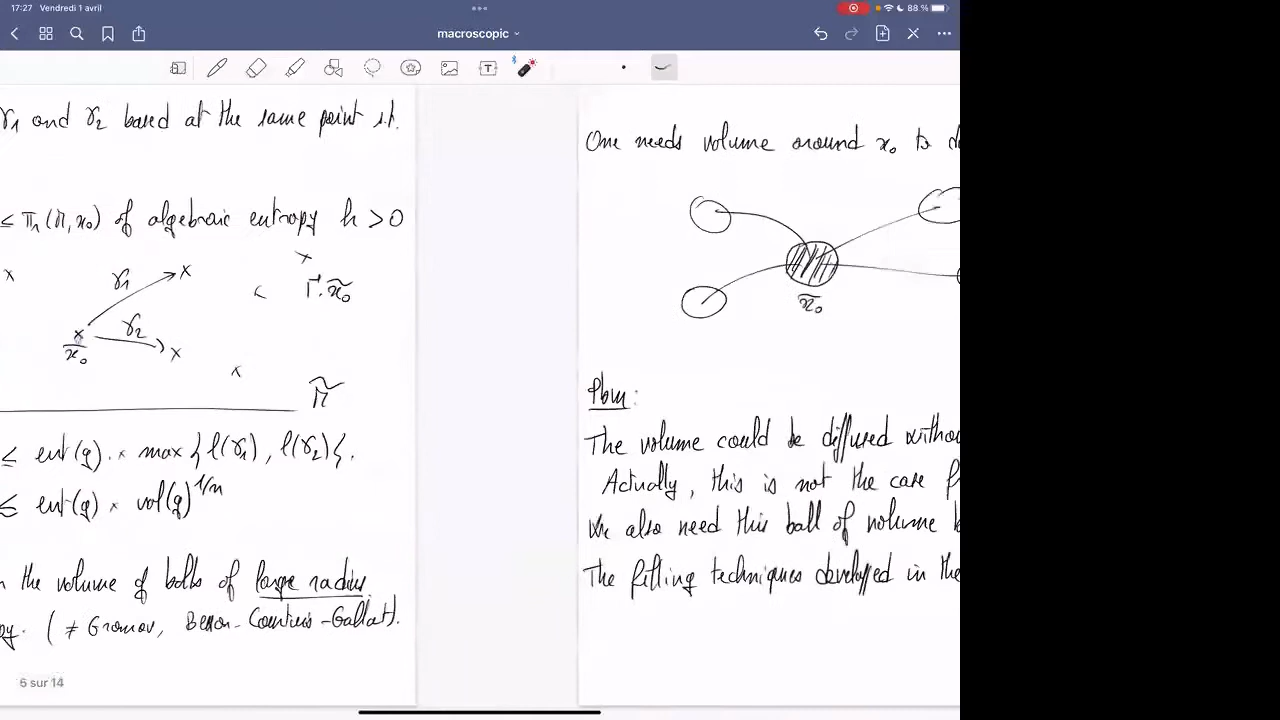 17:27 Vendredi 1 avril
88 %
macroscopic
γ1 and γ2 based at the same point s.t.
≤ π1(M, x0) of algebraic entropy h > 0
γ1
Γ. x̃0
γ2
x̃0
M̃
≤ ent(g) . × max { l(γ1), l(γ2) }.
≲ ent(g) × vol(g)^{1/n}
the volume of balls of large radius
( ≠ Gromov, Besson-Courtois-Gallot).
6 sur 14
One needs volume around x0 to
x̃0
Pbm :
The volume could be diffused
Actually, this is not the case
We also need this ball of volume
The filling techniques developped in the